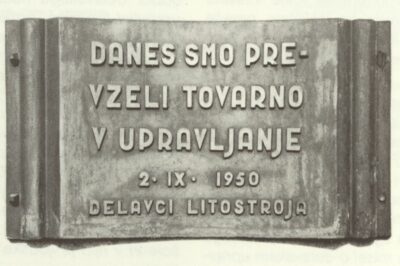 DANES SMO PRE-
VZELI TOVARNO
V UPRAVLJANJE
2·IX· 1950
DELAVCI LITOSTROJA